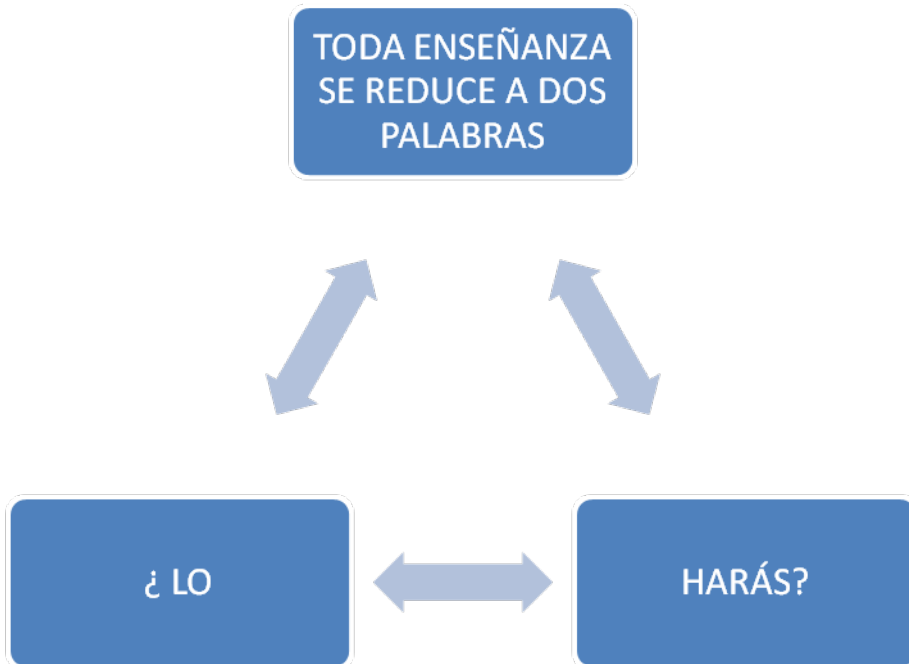 TODA ENSEÑANZA
SE REDUCE A DOS
PALABRAS
¿ LO
HARÁS?